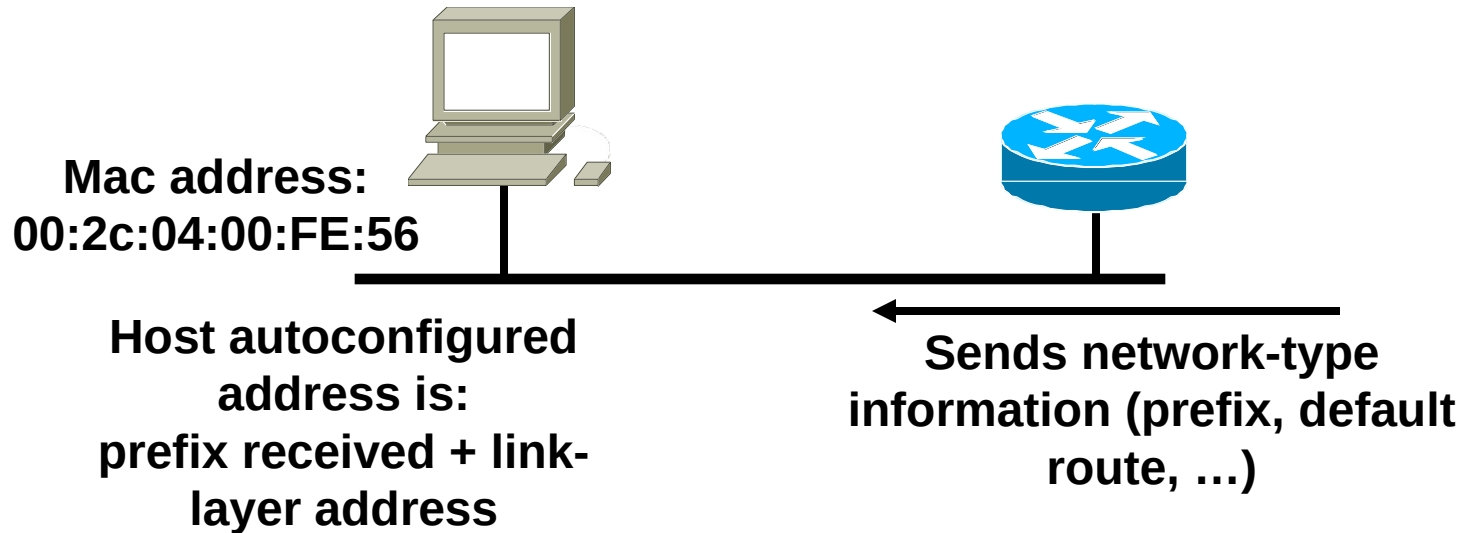 Mac address:
00:2c:04:00:FE:56
Host autoconfigured
address is:
prefix received + link-
layer address
Sends network-type
information (prefix, default
route, …)